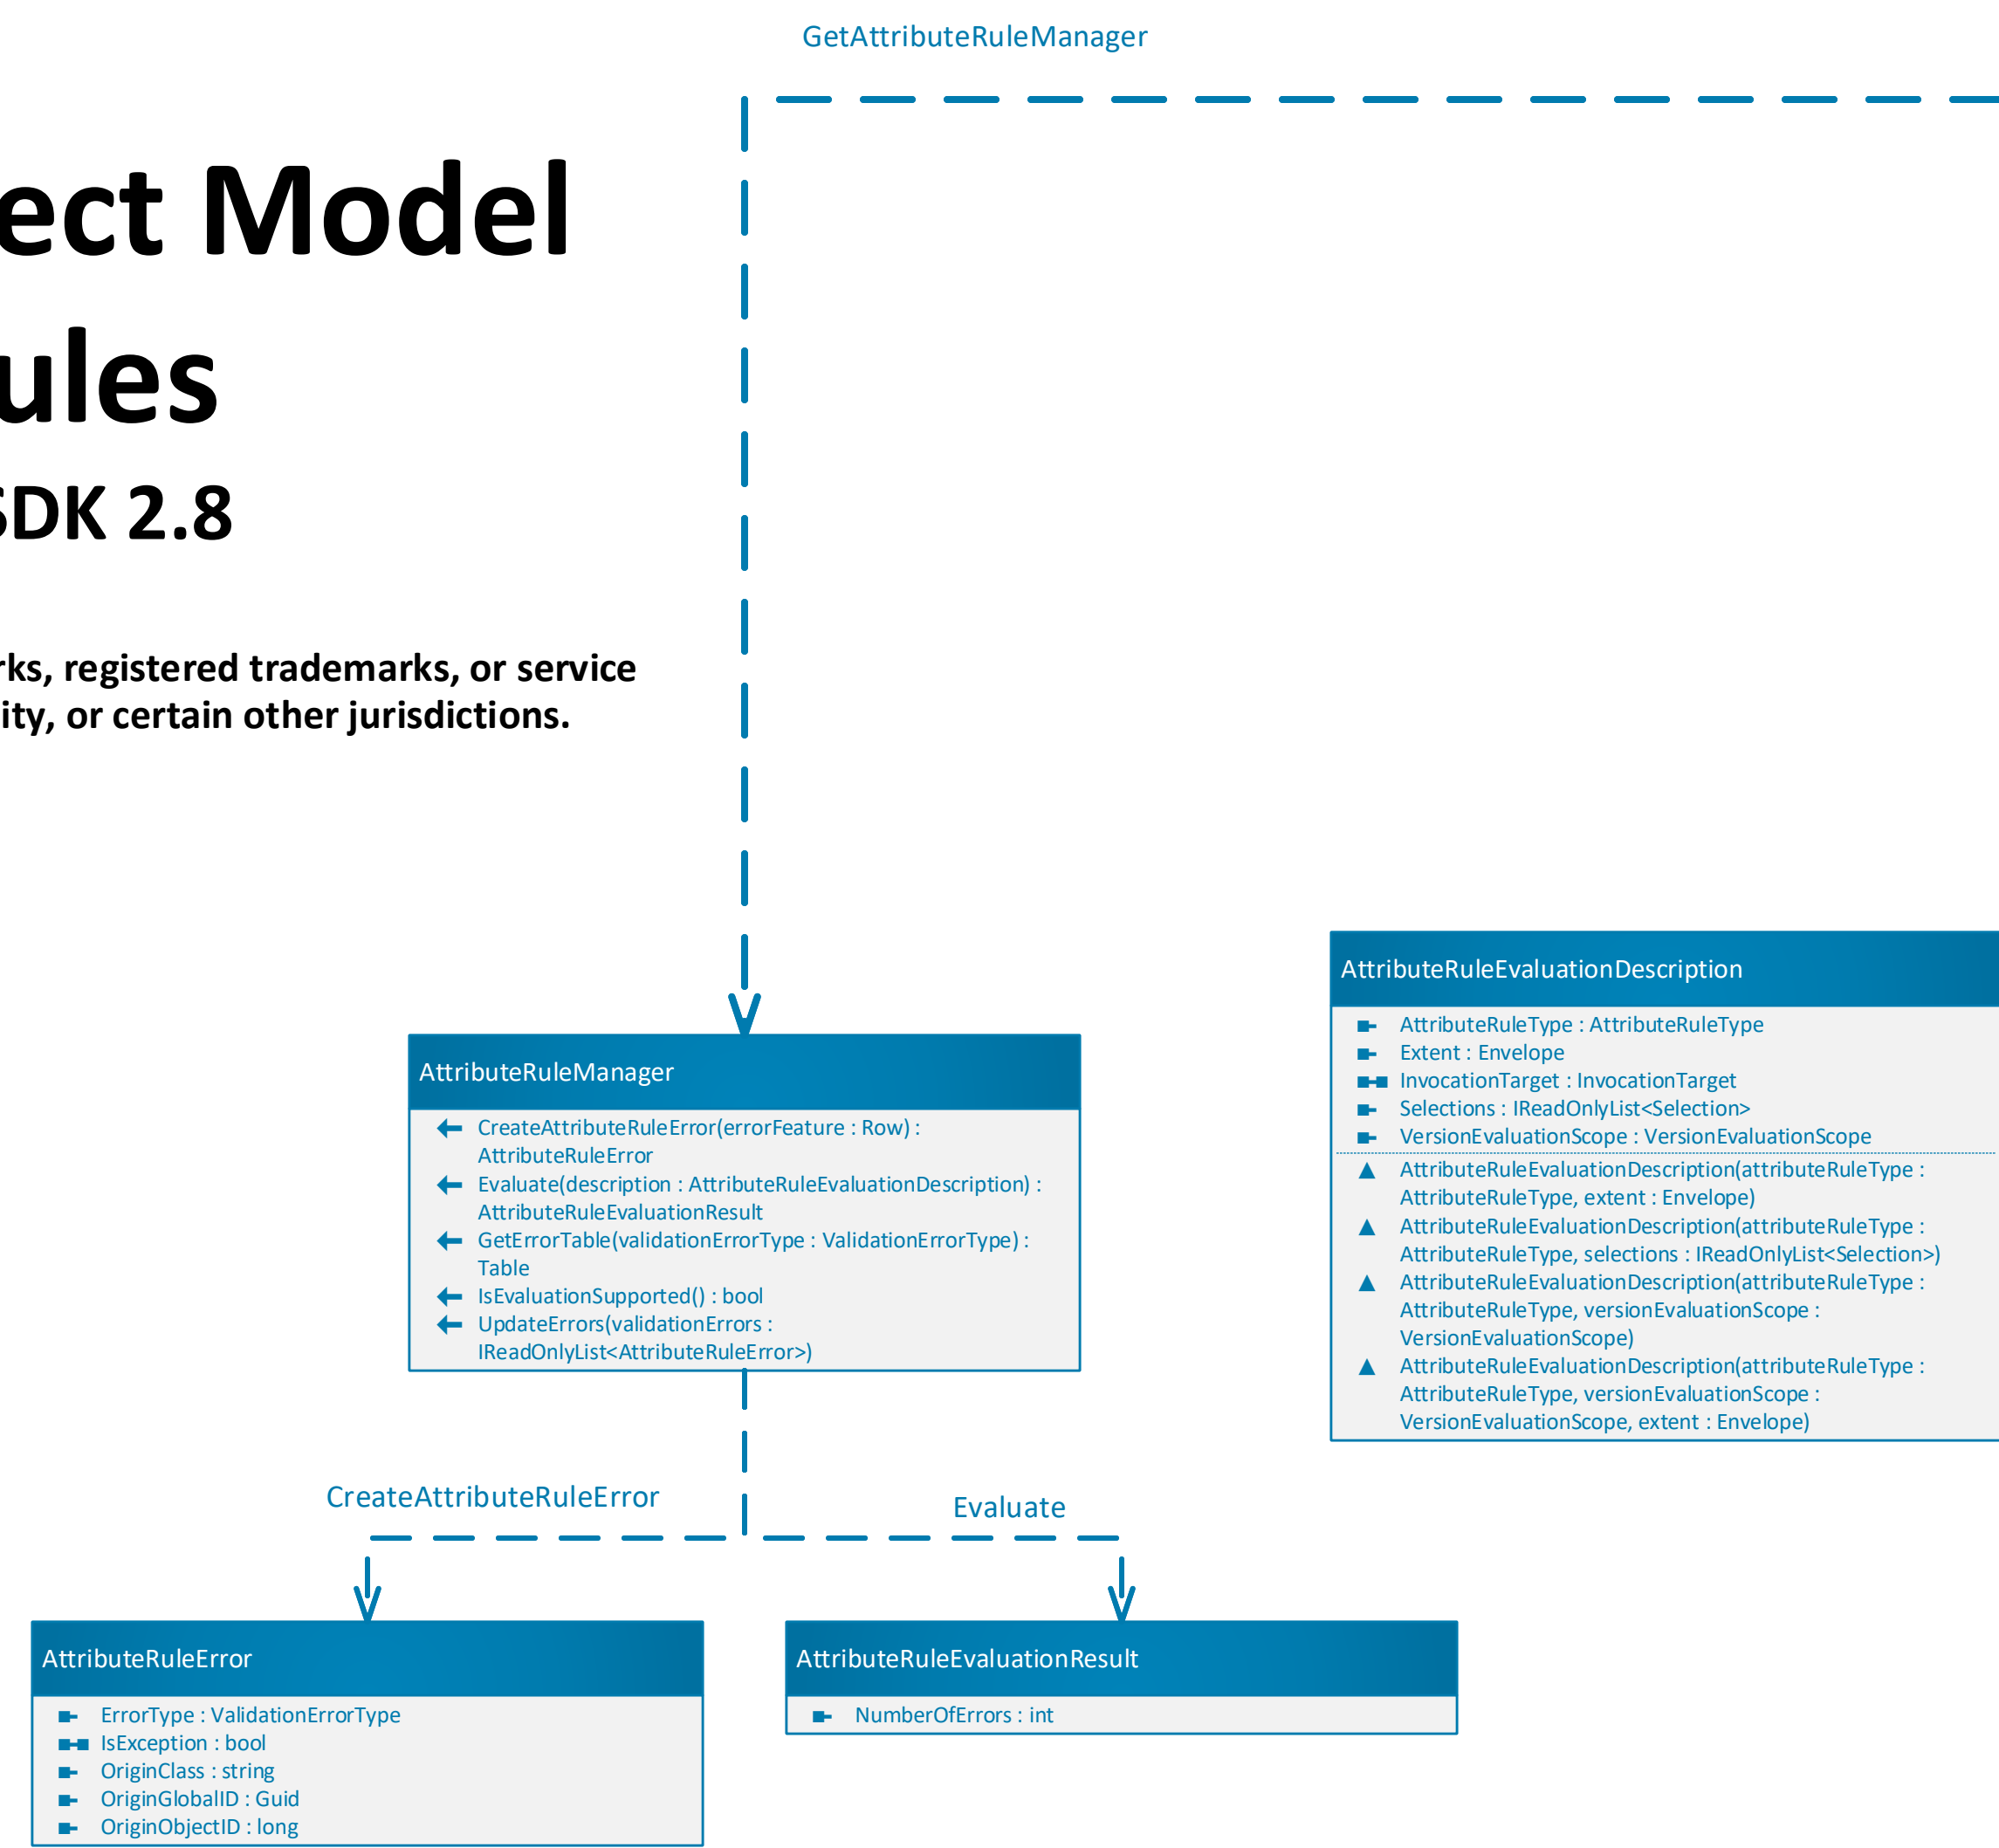 GetAttributeRuleManager
ect Model
ules
SDK 2.8
rks, registered trademarks, or service
ity, or certain other jurisdictions.
AttributeRuleManager
CreateAttributeRuleError(errorFeature : Row) :
AttributeRuleError
Evaluate(description : AttributeRuleEvaluationDescription) :
AttributeRuleEvaluationResult
GetErrorTable(validationErrorType : ValidationErrorType) :
Table
IsEvaluationSupported() : bool
UpdateErrors(validationErrors :
IReadOnlyList<AttributeRuleError>)
AttributeRuleEvaluationDescription
AttributeRuleType : AttributeRuleType
Extent : Envelope
InvocationTarget : InvocationTarget
Selections : IReadOnlyList<Selection>
VersionEvaluationScope : VersionEvaluationScope
AttributeRuleEvaluationDescription(attributeRuleType :
AttributeRuleType, extent : Envelope)
AttributeRuleEvaluationDescription(attributeRuleType :
AttributeRuleType, selections : IReadOnlyList<Selection>)
AttributeRuleEvaluationDescription(attributeRuleType :
AttributeRuleType, versionEvaluationScope :
VersionEvaluationScope)
AttributeRuleEvaluationDescription(attributeRuleType :
AttributeRuleType, versionEvaluationScope :
VersionEvaluationScope, extent : Envelope)
CreateAttributeRuleError
Evaluate
AttributeRuleError
ErrorType : ValidationErrorType
IsException : bool
OriginClass : string
OriginGlobalID : Guid
OriginObjectID : long
AttributeRuleEvaluationResult
NumberOfErrors : int